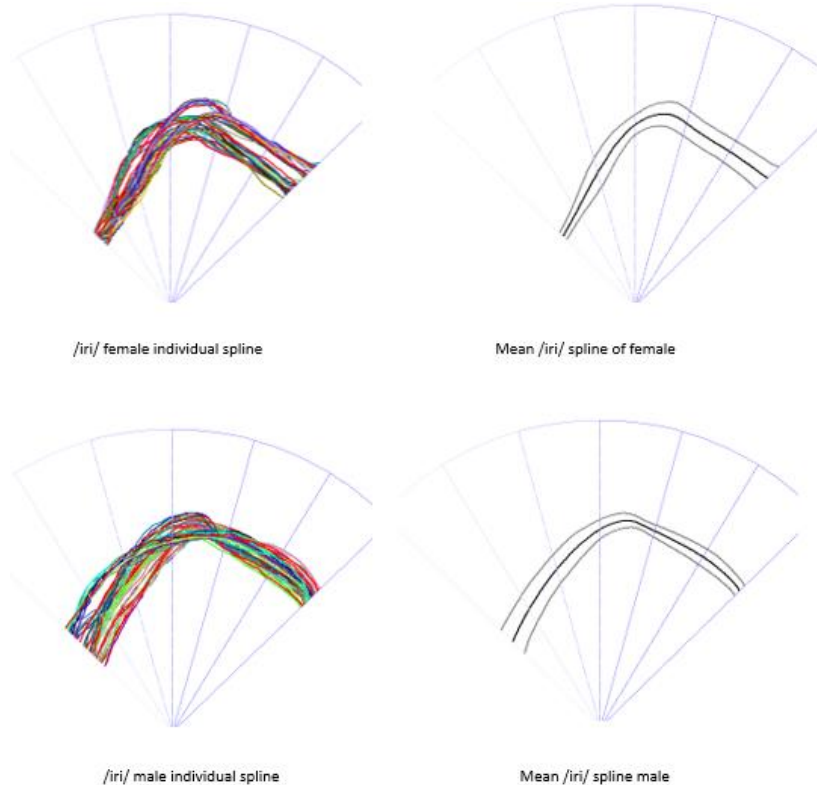 /iri/ female individual spline
Mean /iri/ spline of female
/iri/ male individual spline
Mean /iri/ spline male